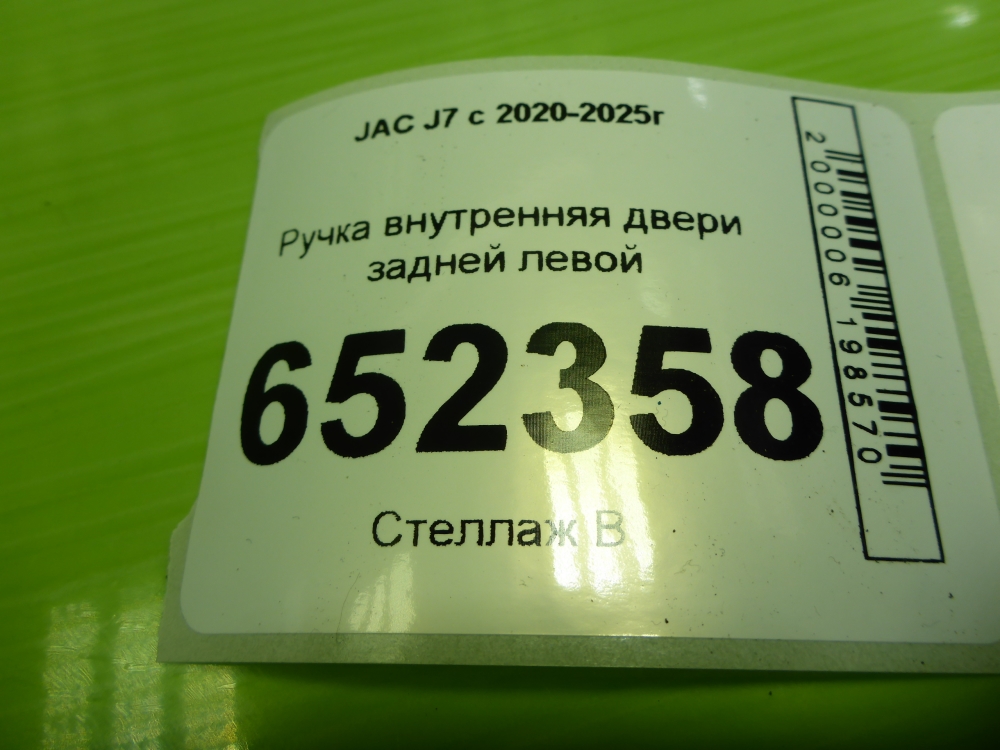 JAC J7 с 2020-2025г
Ручка внутренняя двери
задней левой
652358
Стеллаж В
2000006198570